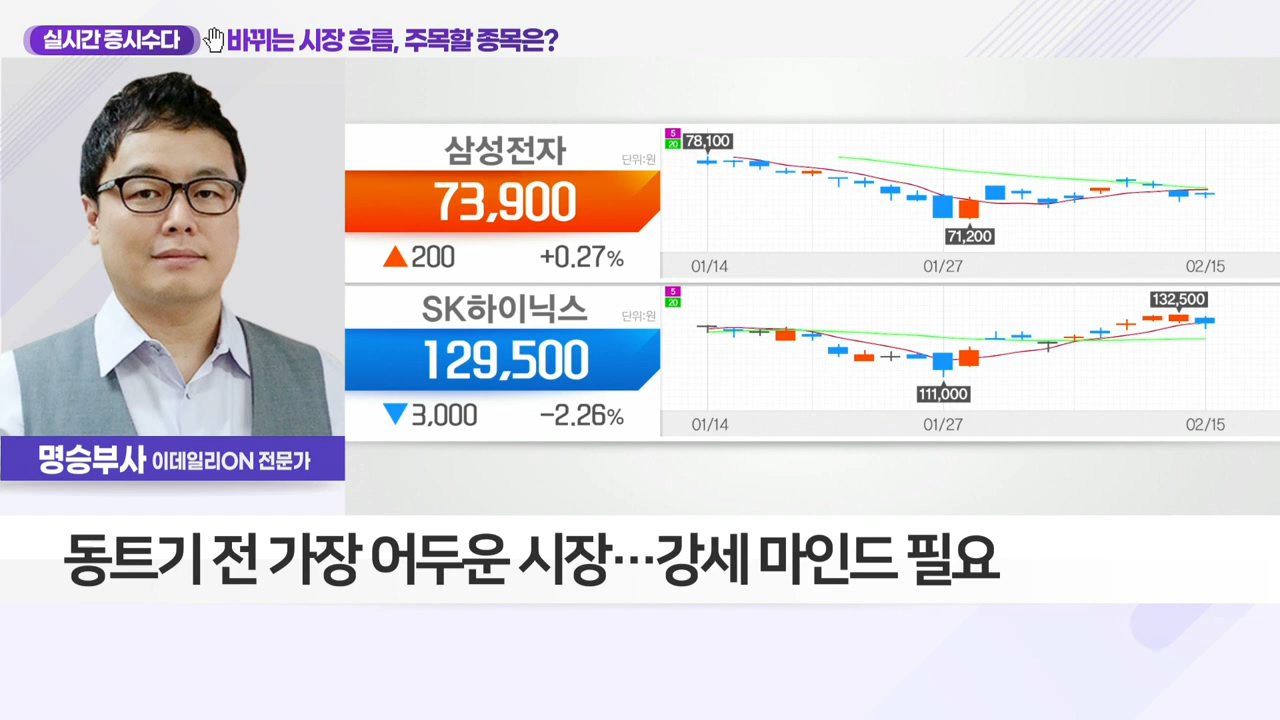 실시간 증시수다 바뀌는 시장 흐름, 주목할 종목은?
삼성전자 단위:원
73,900
▲200 +0.27%
5
20
78,100
71,200
01/14 01/27 02/15
SK하이닉스 단위:원
129,500
▼3,000 -2.26%
5
20
132,500
111,000
01/14 01/27 02/15
명승부사 이데일리ON 전문가
동트기 전 가장 어두운 시장…강세 마인드 필요